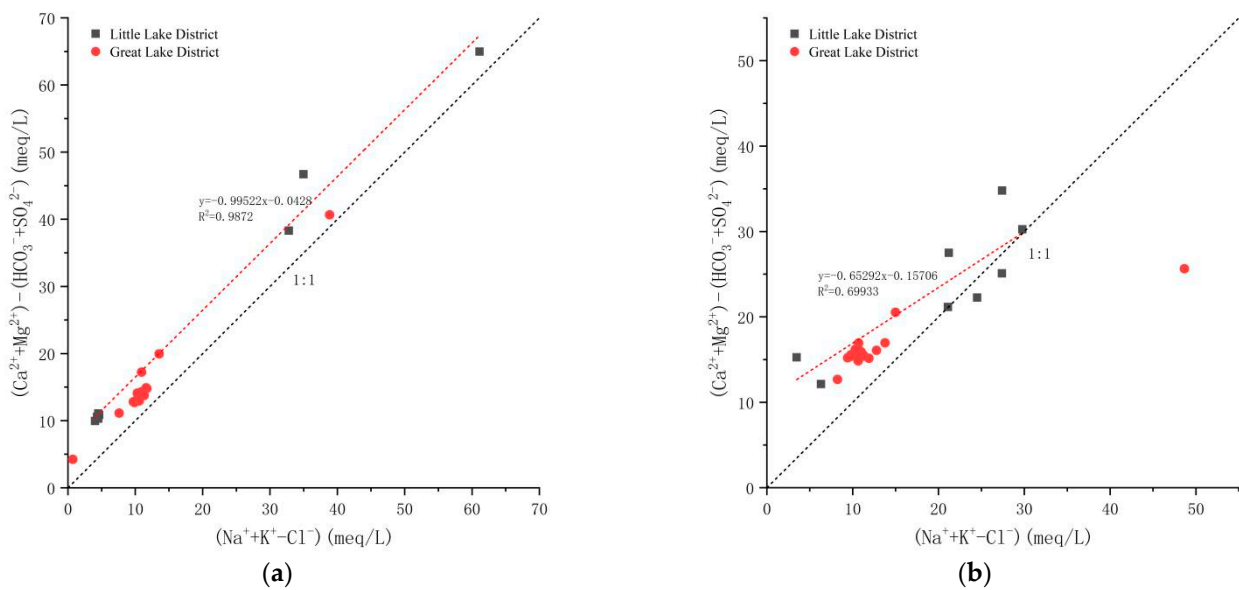 70
60
50
40
30
20
10
0
(Ca²⁺+Mg²⁺)-(HCO₃⁻+SO₄²⁻) (meq/L)
Little Lake District
Great Lake District
y=-0.99522x-0.0428
R²=0.9872
1:1
0 10 20 30 40 50 60 70
(Na⁺+K⁺-Cl⁻) (meq/L)
(a)
50
40
30
20
10
0
(Ca²⁺+Mg²⁺)-(HCO₃⁻+SO₄²⁻) (meq/L)
Little Lake District
Great Lake District
y=-0.65292x-0.15706
R²=0.69933
1:1
0 10 20 30 40 50
(Na⁺+K⁺-Cl⁻) (meq/L)
(b)